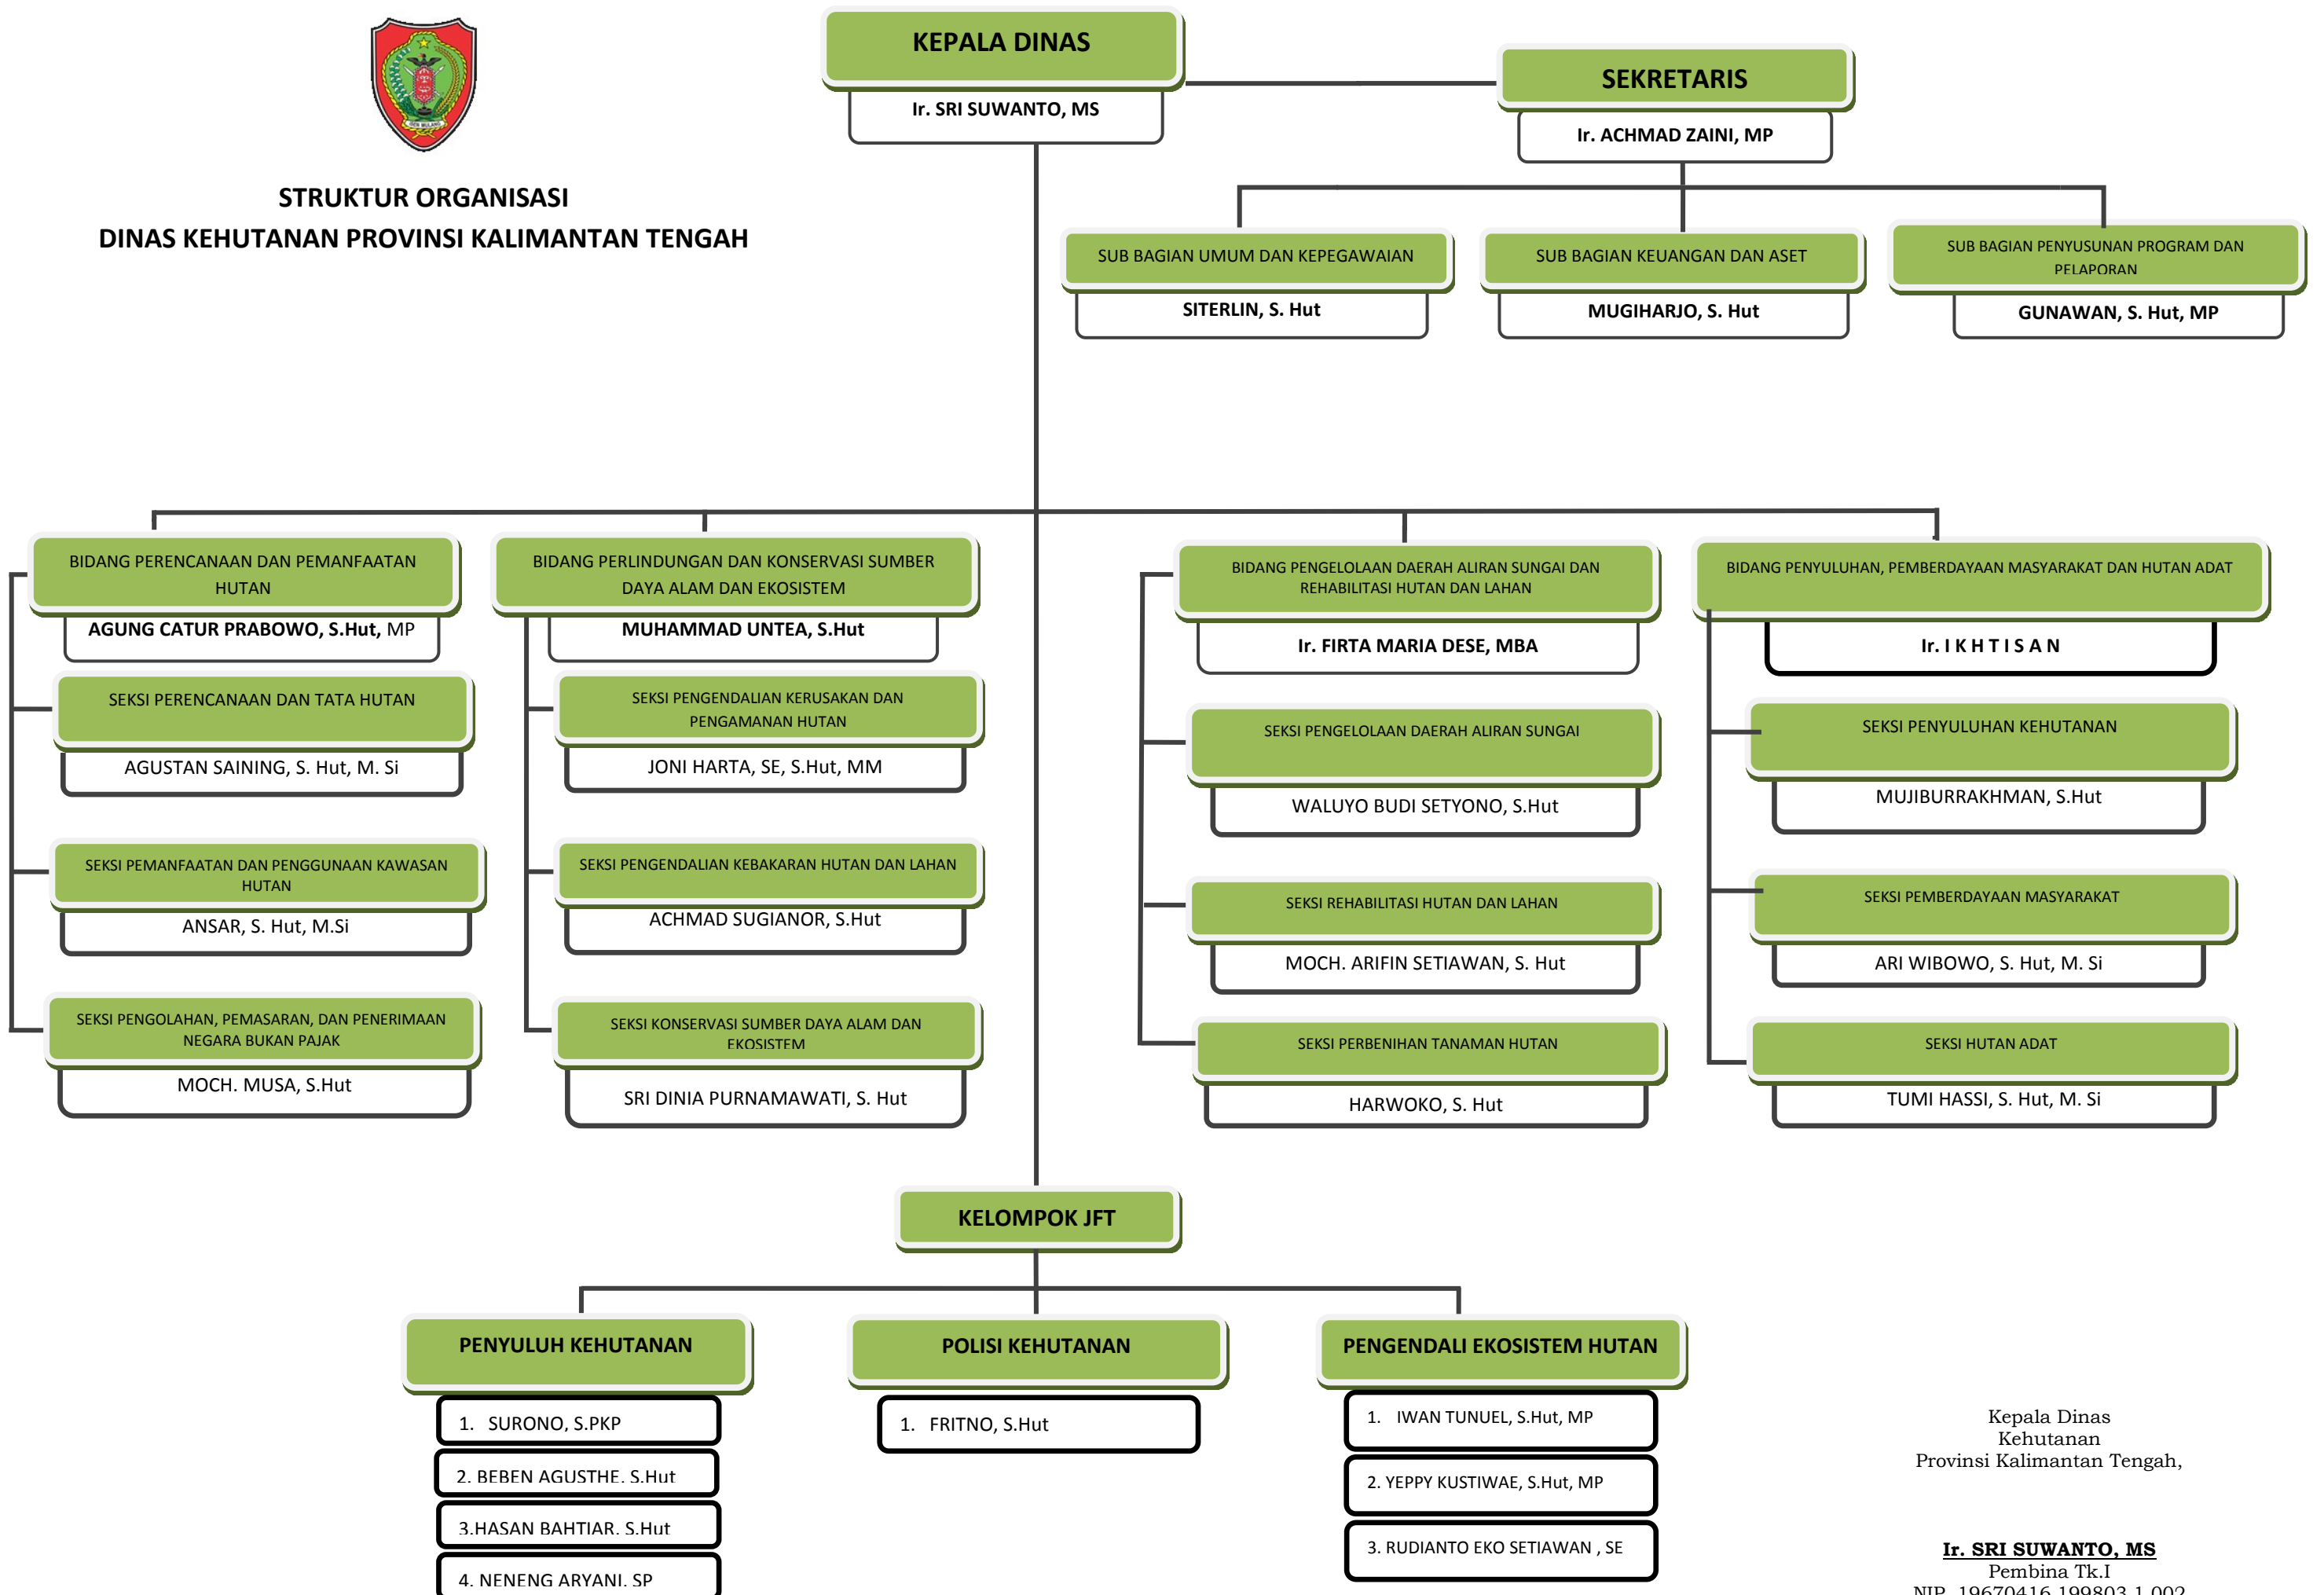 KEPALA DINAS
Ir. SRI SUWANTO, MS
SEKRETARIS
Ir. ACHMAD ZAINI, MP
ISEN MULANG
STRUKTUR ORGANISASI
DINAS KEHUTANAN PROVINSI KALIMANTAN TENGAH
SUB BAGIAN UMUM DAN KEPEGAWAIAN
SITERLIN, S. Hut
SUB BAGIAN KEUANGAN DAN ASET
MUGIHARJO, S. Hut
SUB BAGIAN PENYUSUNAN PROGRAM DAN
PELAPORAN
GUNAWAN, S. Hut, MP
BIDANG PERENCANAAN DAN PEMANFAATAN
HUTAN
AGUNG CATUR PRABOWO, S.Hut, MP
SEKSI PERENCANAAN DAN TATA HUTAN
AGUSTAN SAINING, S. Hut, M. Si
SEKSI PEMANFAATAN DAN PENGGUNAAN KAWASAN
HUTAN
ANSAR, S. Hut, M.Si
SEKSI PENGOLAHAN, PEMASARAN, DAN PENERIMAAN
NEGARA BUKAN PAJAK
MOCH. MUSA, S.Hut
BIDANG PERLINDUNGAN DAN KONSERVASI SUMBER
DAYA ALAM DAN EKOSISTEM
MUHAMMAD UNTEA, S.Hut
SEKSI PENGENDALIAN KERUSAKAN DAN
PENGAMANAN HUTAN
JONI HARTA, SE, S.Hut, MM
SEKSI PENGENDALIAN KEBAKARAN HUTAN DAN LAHAN
ACHMAD SUGIANOR, S.Hut
SEKSI KONSERVASI SUMBER DAYA ALAM DAN
EKOSISTEM
SRI DINIA PURNAMAWATI, S. Hut
BIDANG PENGELOLAAN DAERAH ALIRAN SUNGAI DAN
REHABILITASI HUTAN DAN LAHAN
Ir. FIRTA MARIA DESE, MBA
SEKSI PENGELOLAAN DAERAH ALIRAN SUNGAI
WALUYO BUDI SETYONO, S.Hut
SEKSI REHABILITASI HUTAN DAN LAHAN
MOCH. ARIFIN SETIAWAN, S. Hut
SEKSI PERBENIHAN TANAMAN HUTAN
HARWOKO, S. Hut
BIDANG PENYULUHAN, PEMBERDAYAAN MASYARAKAT DAN HUTAN ADAT
Ir. I K H T I S A N
SEKSI PENYULUHAN KEHUTANAN
MUJIBURRAKHMAN, S.Hut
SEKSI PEMBERDAYAAN MASYARAKAT
ARI WIBOWO, S. Hut, M. Si
SEKSI HUTAN ADAT
TUMI HASSI, S. Hut, M. Si
KELOMPOK JFT
PENYULUH KEHUTANAN
1. SURONO, S.PKP
2. BEBEN AGUSTHE. S.Hut
3.HASAN BAHTIAR. S.Hut
4. NENENG ARYANI. SP
POLISI KEHUTANAN
1. FRITNO, S.Hut
PENGENDALI EKOSISTEM HUTAN
1. IWAN TUNUEL, S.Hut, MP
2. YEPPY KUSTIWAE, S.Hut, MP
3. RUDIANTO EKO SETIAWAN , SE
Kepala Dinas
Kehutanan
Provinsi Kalimantan Tengah,
Ir. SRI SUWANTO, MS
Pembina Tk.I
NIP. 19670416 199803 1 002